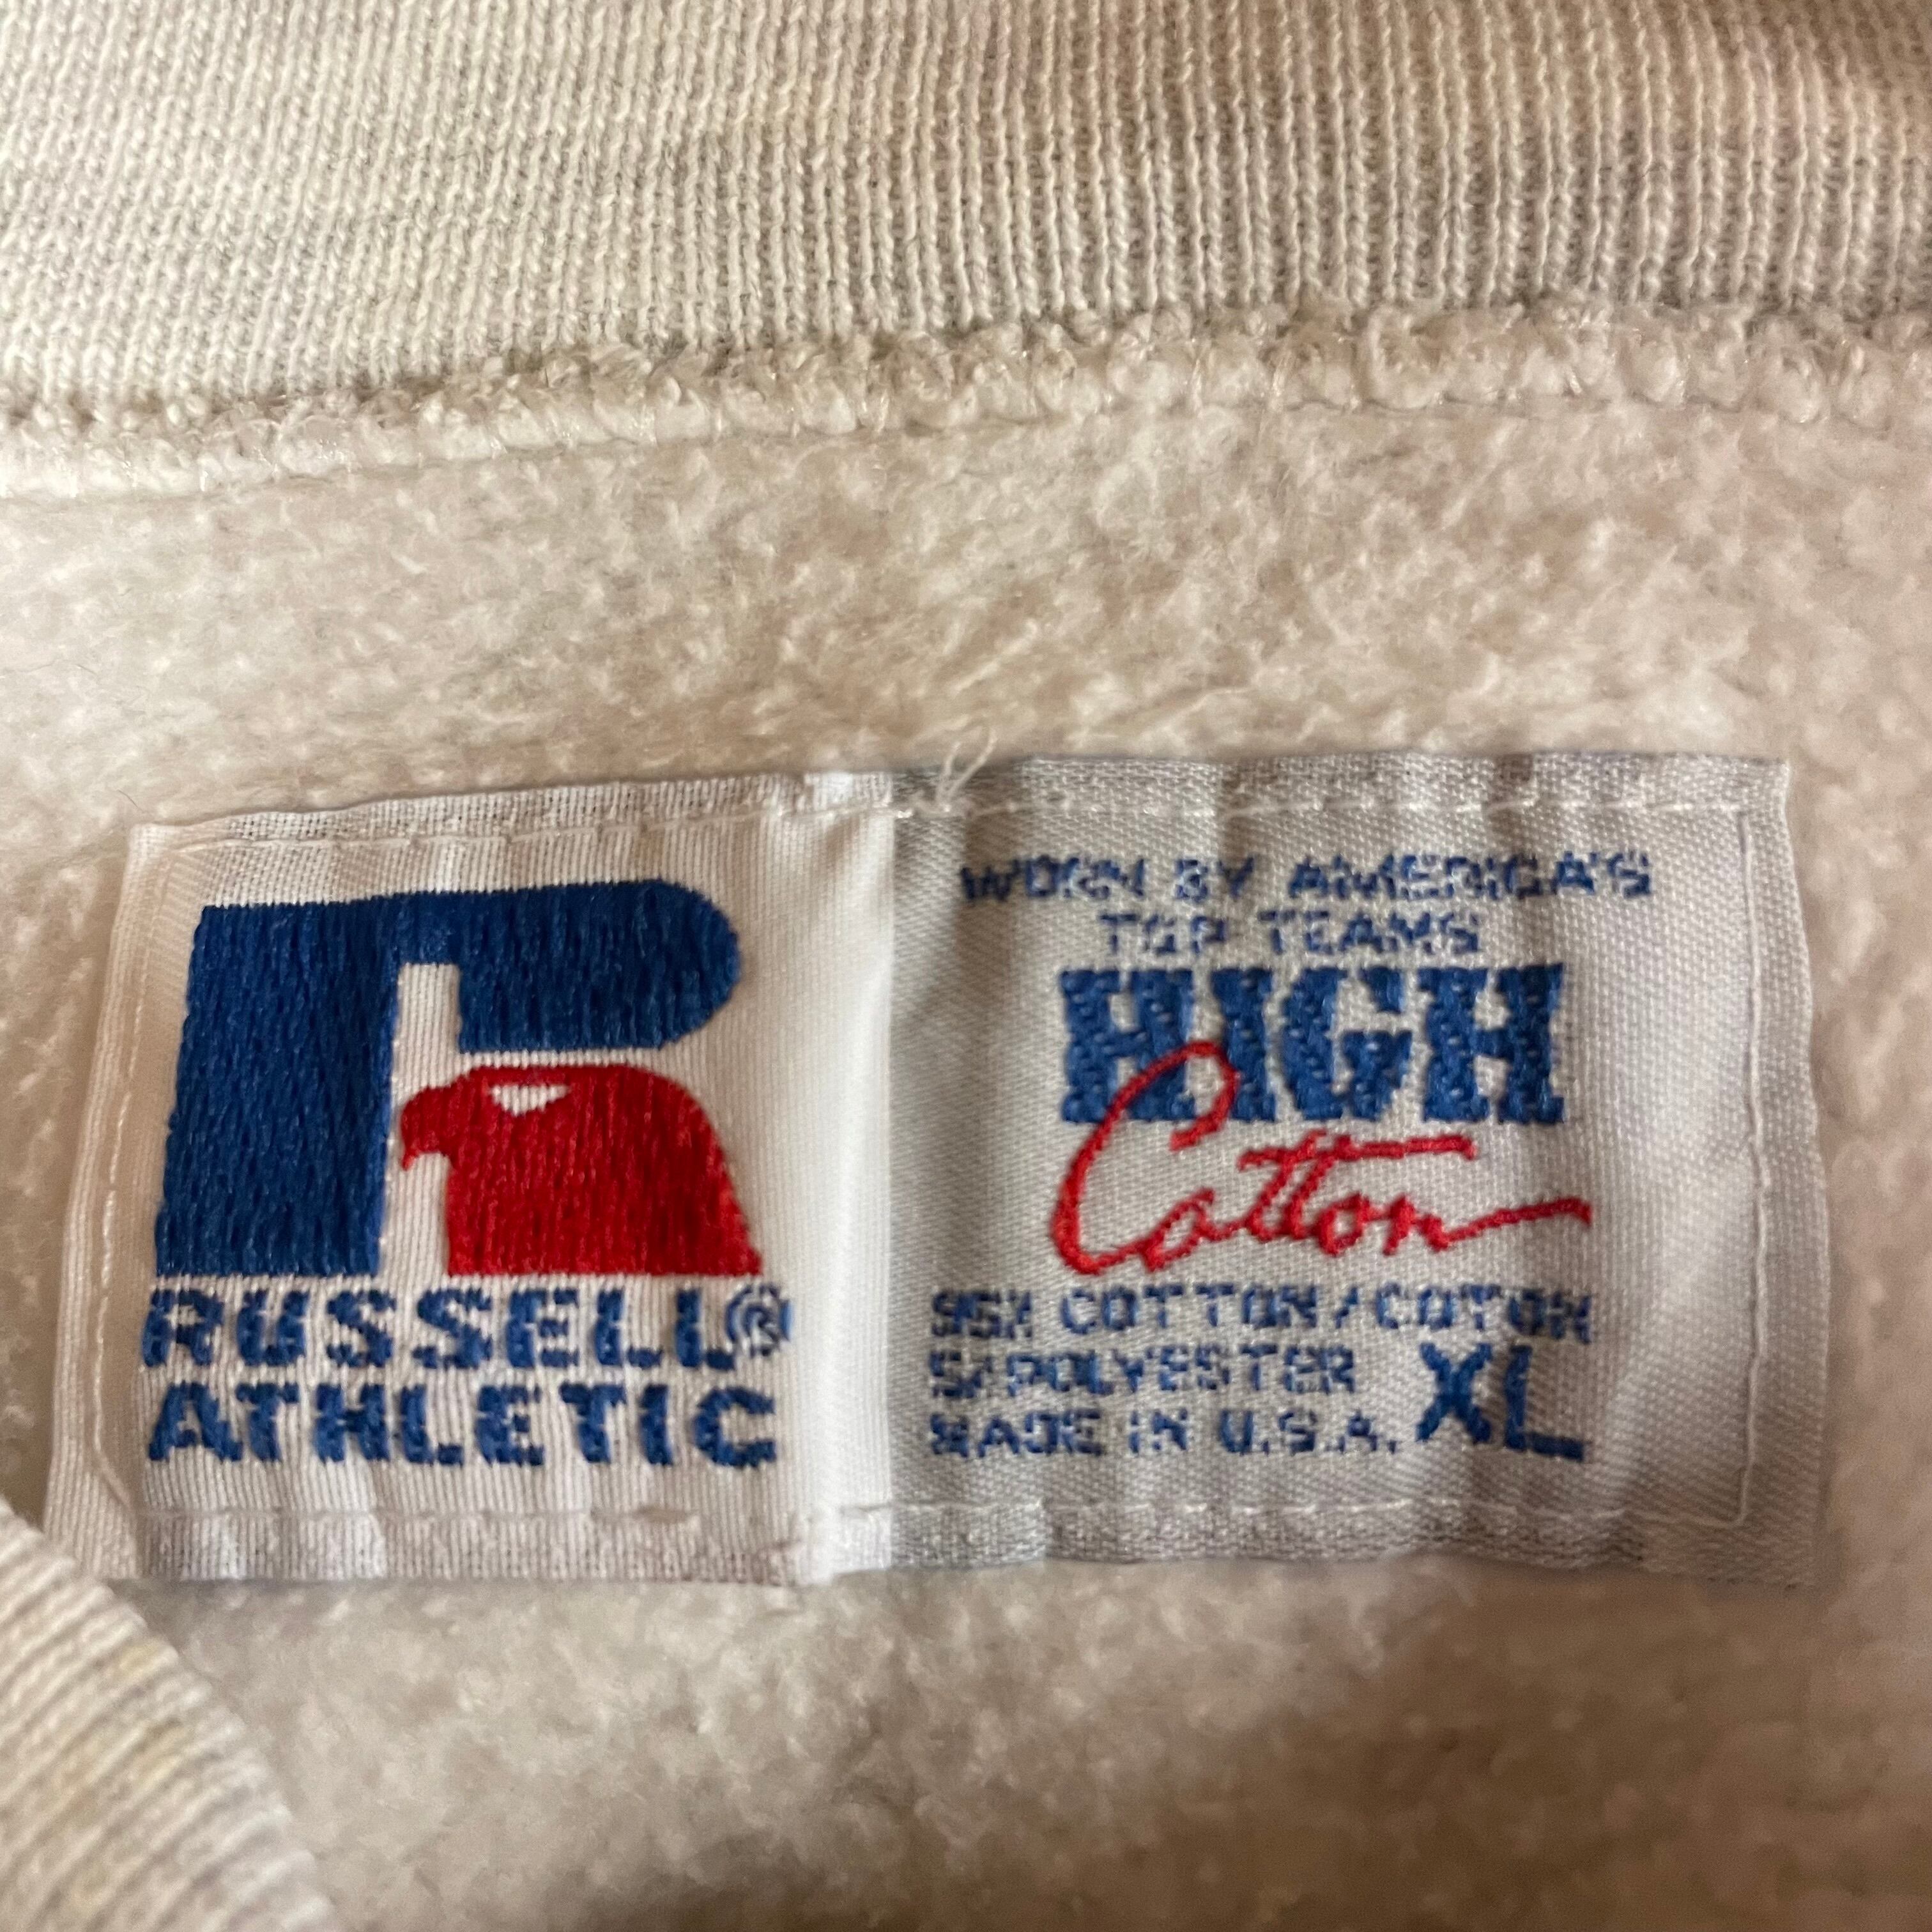 RUSSELL®
ATHLETIC
WORN BY AMERICA'S
TOP TEAMS
HIGH
Cotton
95% COTTON/COTON
5% POLYESTER
MADE IN U.S.A.
XL